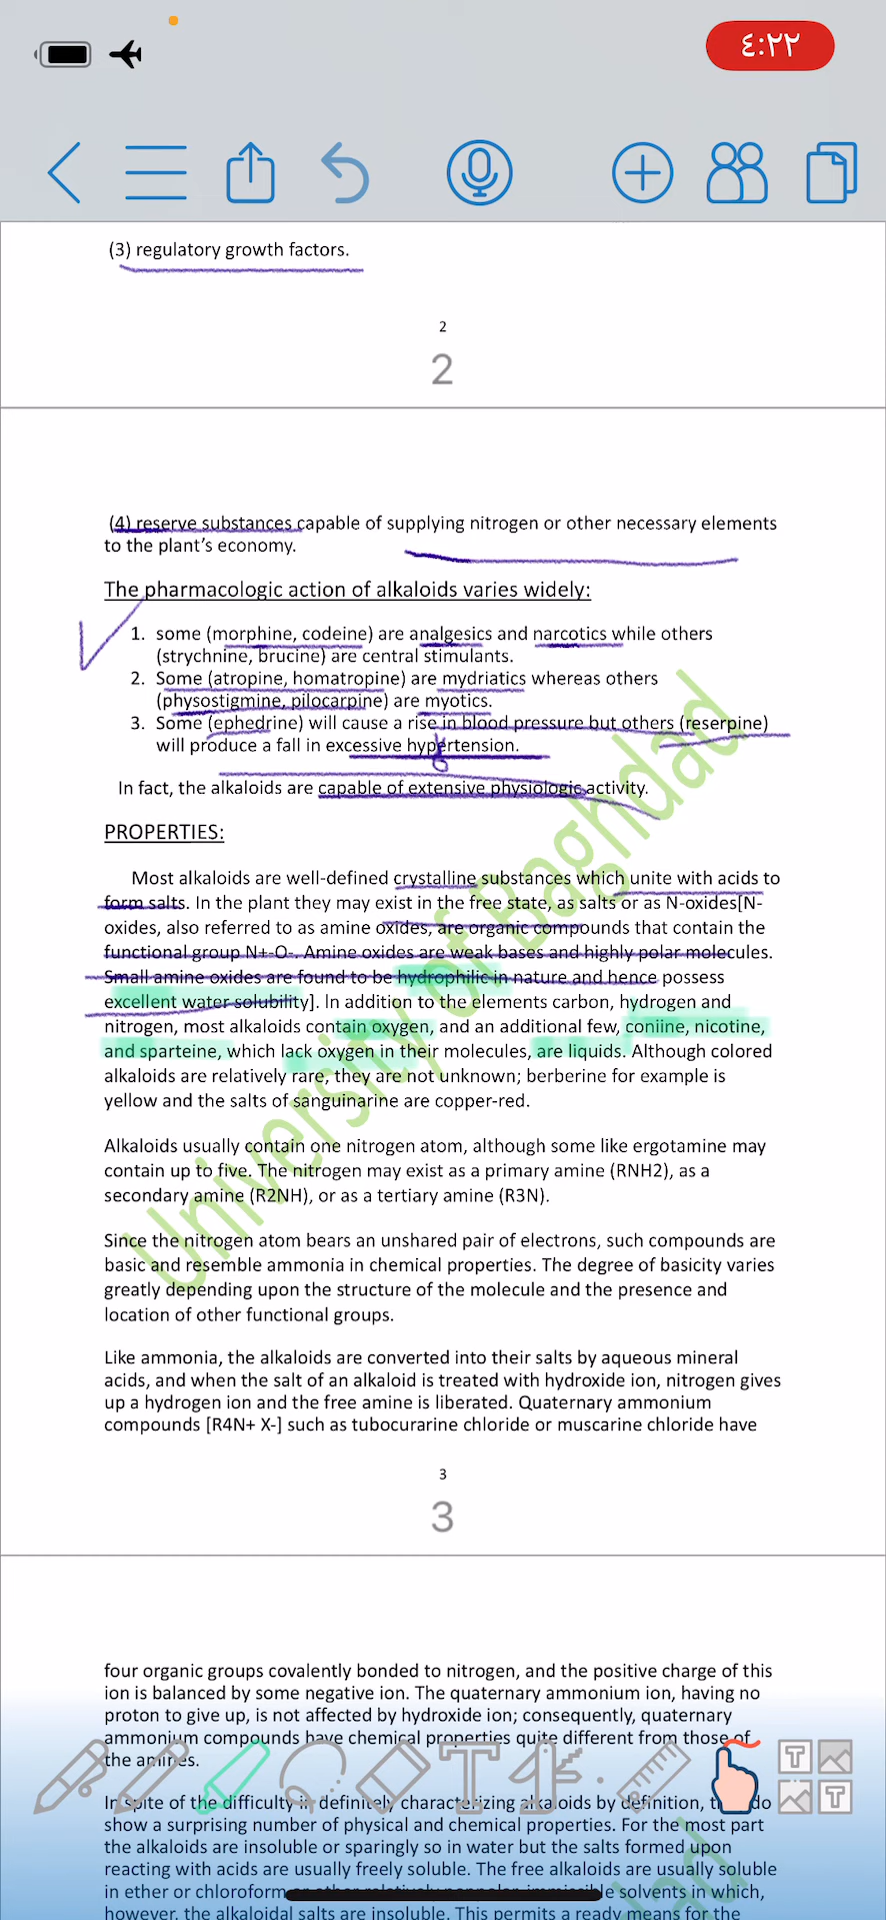 ٤:٢٢
(3) regulatory growth factors.
2
2
(4) reserve substances capable of supplying nitrogen or other necessary elements
to the plant’s economy.
The pharmacologic action of alkaloids varies widely:
1. some (morphine, codeine) are analgesics and narcotics while others
(strychnine, brucine) are central stimulants.
2. Some (atropine, homatropine) are mydriatics whereas others
(physostigmine, pilocarpine) are myotics.
3. Some (ephedrine) will cause a rise in blood pressure but others (reserpine)
will produce a fall in excessive hypertension.
In fact, the alkaloids are capable of extensive physiologic activity.
PROPERTIES:
Most alkaloids are well-defined crystalline substances which unite with acids to
form salts. In the plant they may exist in the free state, as salts or as N-oxides[N-
oxides, also referred to as amine oxides, are organic compounds that contain the
functional group N+-O-. Amine oxides are weak bases and highly polar molecules.
Small amine oxides are found to be hydrophilic in nature and hence possess
excellent water solubility]. In addition to the elements carbon, hydrogen and
nitrogen, most alkaloids contain oxygen, and an additional few, coniine, nicotine,
and sparteine, which lack oxygen in their molecules, are liquids. Although colored
alkaloids are relatively rare, they are not unknown; berberine for example is
yellow and the salts of sanguinarine are copper-red.
Alkaloids usually contain one nitrogen atom, although some like ergotamine may
contain up to five. The nitrogen may exist as a primary amine (RNH2), as a
secondary amine (R2NH), or as a tertiary amine (R3N).
Since the nitrogen atom bears an unshared pair of electrons, such compounds are
basic and resemble ammonia in chemical properties. The degree of basicity varies
greatly depending upon the structure of the molecule and the presence and
location of other functional groups.
Like ammonia, the alkaloids are converted into their salts by aqueous mineral
acids, and when the salt of an alkaloid is treated with hydroxide ion, nitrogen gives
up a hydrogen ion and the free amine is liberated. Quaternary ammonium
compounds [R4N+ X-] such as tubocurarine chloride or muscarine chloride have
University of Baghdad
3
3
four organic groups covalently bonded to nitrogen, and the positive charge of this
ion is balanced by some negative ion. The quaternary ammonium ion, having no
proton to give up, is not affected by hydroxide ion; consequently, quaternary
ammonium compounds have chemical properties quite different from those of
the amines.
In spite of the difficulty in definitively characterizing alkaloids by definition, do
show a surprising number of physical and chemical properties. For the most part
the alkaloids are insoluble or sparingly so in water but the salts formed upon
reacting with acids are usually freely soluble. The free alkaloids are usually soluble
in ether or chloroform solvents in which,
however, the alkaloidal salts are insoluble. This permits a ready means for the